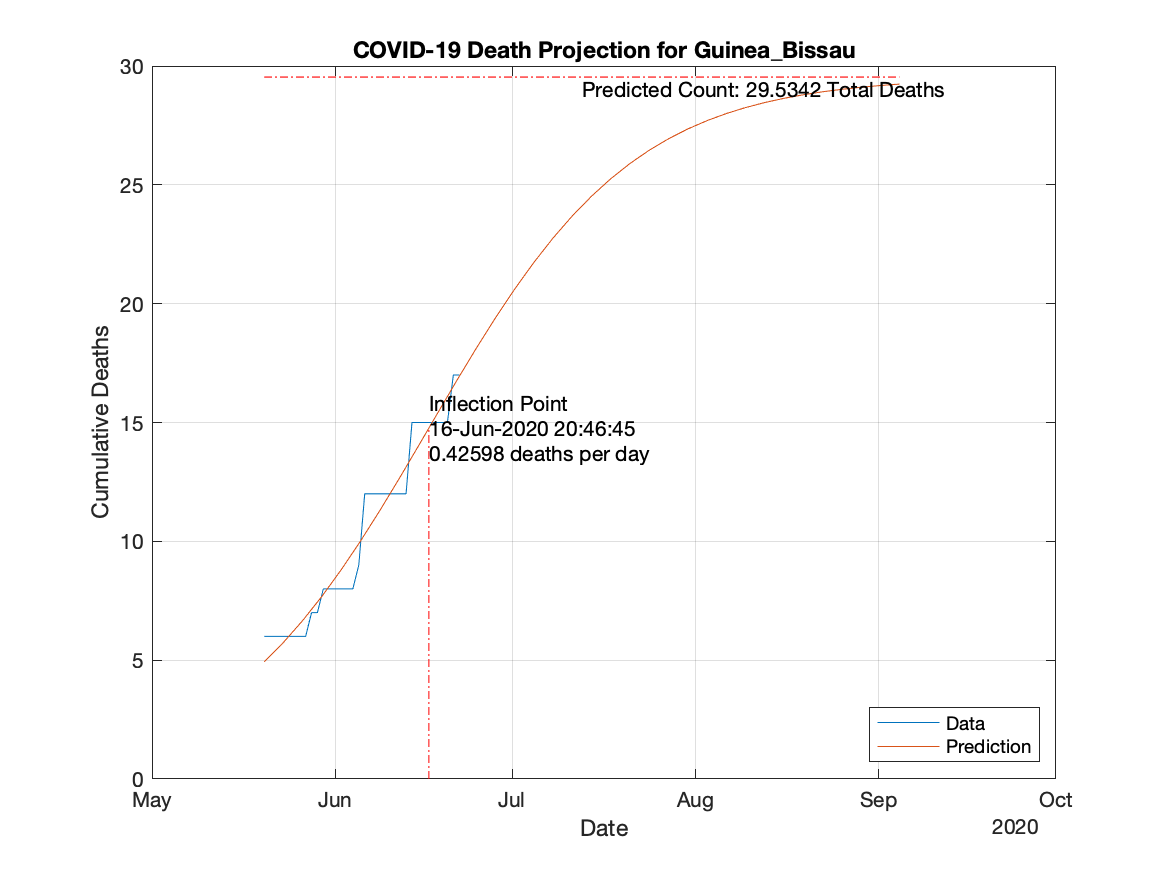 COVID-19 Death Projection for Guinea_Bissau
30
Predicted Count: 29.5342 Total Deaths
25
20
Inflection Point
15
16-Jun-2020 20:46:45
0.42598 deaths per day
Cumulative Deaths
10
5
Data
Prediction
0
May Jun Jul Aug Sep Oct
Date
2020